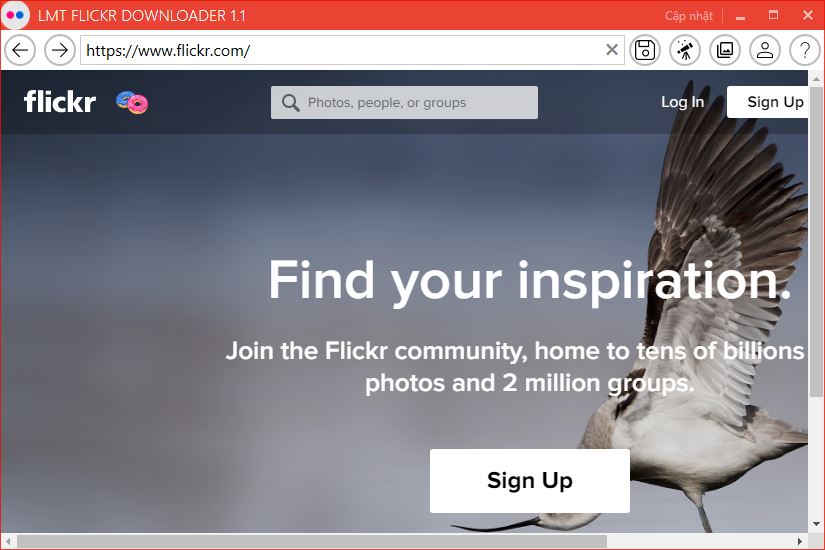 LMT FLICKR DOWNLOADER 1.1
Cập nhật
https://www.flickr.com/
?
flickr
Photos, people, or groups
Log In
Sign Up
Find your inspiration.
Join the Flickr community, home to tens of billions
photos and 2 million groups.
Sign Up